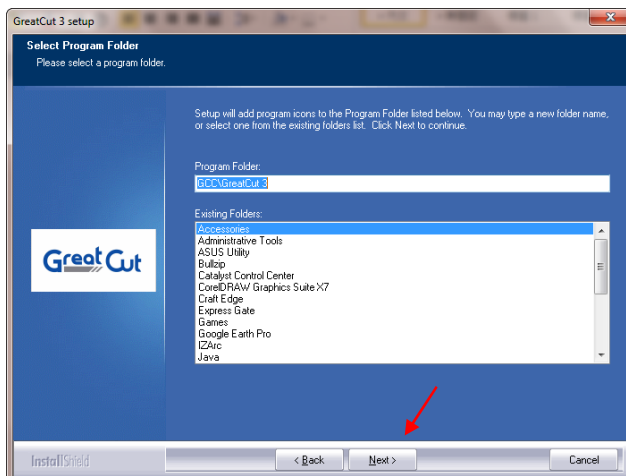 GreatCut 3 setup
Select Program Folder
Please select a program folder.
Setup will add program icons to the Program Folder listed below. You may type a new folder name,
or select one from the existing folders list. Click Next to continue.
Program Folder:
GCC\GreatCut 3
Existing Folders:
Accessories
Administrative Tools
ASUS Utility
Bullzip
Catalyst Control Center
CorelDRAW Graphics Suite X7
Craft Edge
Express Gate
Games
Google Earth Pro
IZArc
Java
Great Cut
InstallShield
< Back
Next >
Cancel